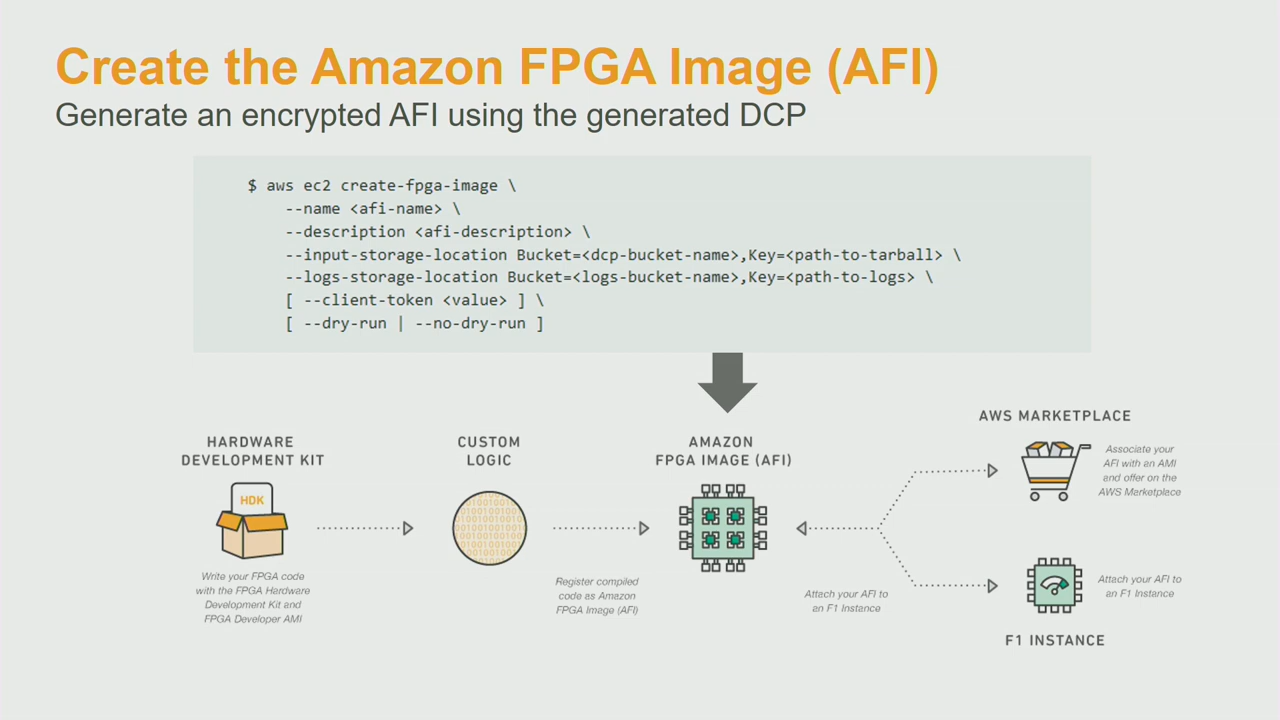 Create the Amazon FPGA Image (AFI)
Generate an encrypted AFI using the generated DCP
$ aws ec2 create-fpga-image \
--name <afi-name> \
--description <afi-description> \
--input-storage-location Bucket=<dcp-bucket-name>,Key=<path-to-tarball> \
--logs-storage-location Bucket=<logs-bucket-name>,Key=<path-to-logs> \
[ --client-token <value> ] \
[ --dry-run | --no-dry-run ]
HARDWARE
DEVELOPMENT KIT
HDK
Write your FPGA code
with the FPGA Hardware
Development Kit and
FPGA Developer AMI
CUSTOM
LOGIC
Register compiled
code as Amazon
FPGA Image (AFI)
AMAZON
FPGA IMAGE (AFI)
Attach your AFI to
an F1 Instance
AWS MARKETPLACE
Associate your
AFI with an AMI
and offer on the
AWS Marketplace
Attach your AFI to
an F1 Instance
F1 INSTANCE